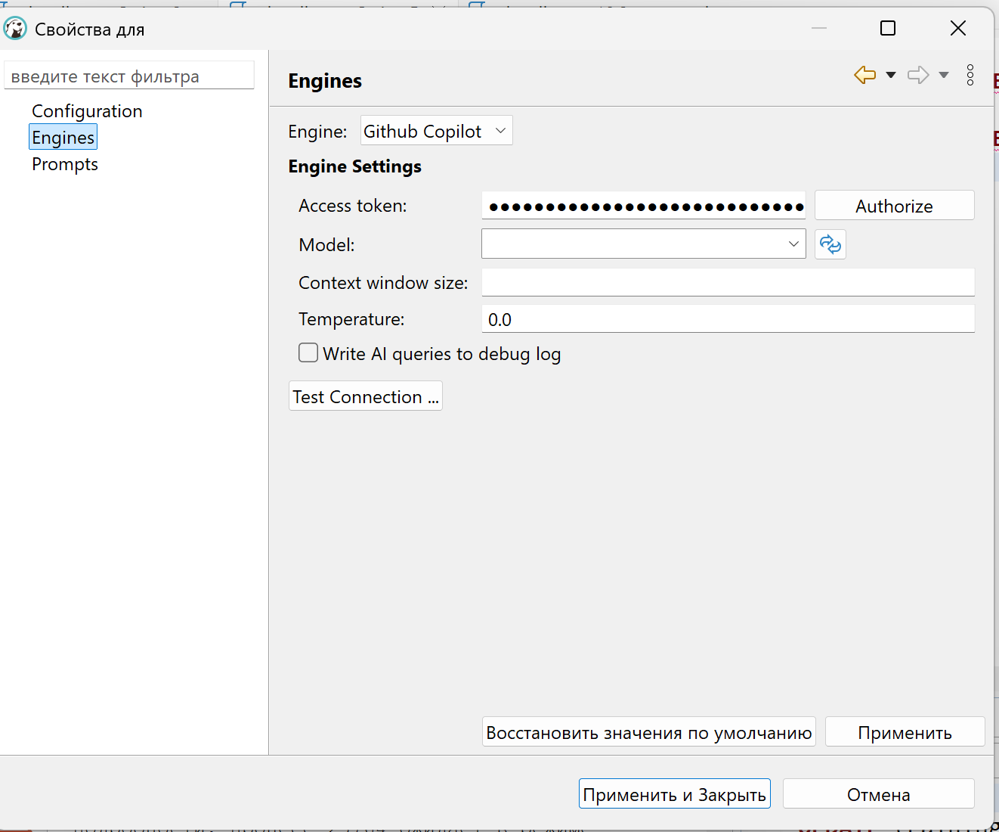 Свойства для
введите текст фильтра
Configuration
Engines
Prompts
Engines
Engine:
Github Copilot
Engine Settings
Access token:
●●●●●●●●●●●●●●●●●●●●●●●●●●●●
Authorize
Model:
Context window size:
Temperature:
0.0
Write AI queries to debug log
Test Connection ...
Восстановить значения по умолчанию
Применить
Применить и Закрыть
Отмена